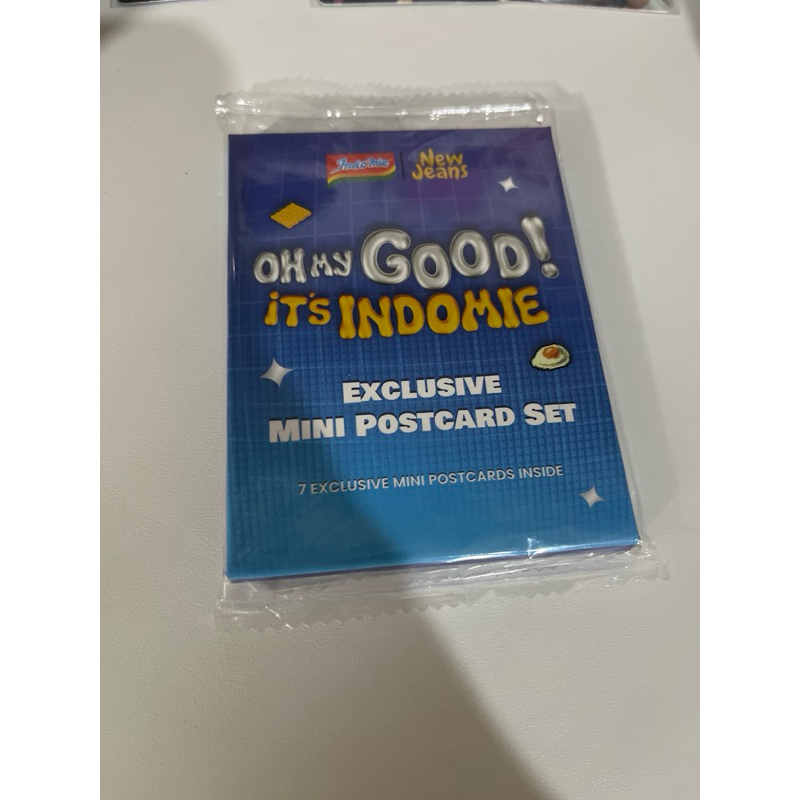 Indomie
New
Jeans
OH MY GOOD!
iT'S INDOMIE
EXCLUSIVE
MINI POSTCARD SET
7 EXCLUSIVE MINI POSTCARDS INSIDE